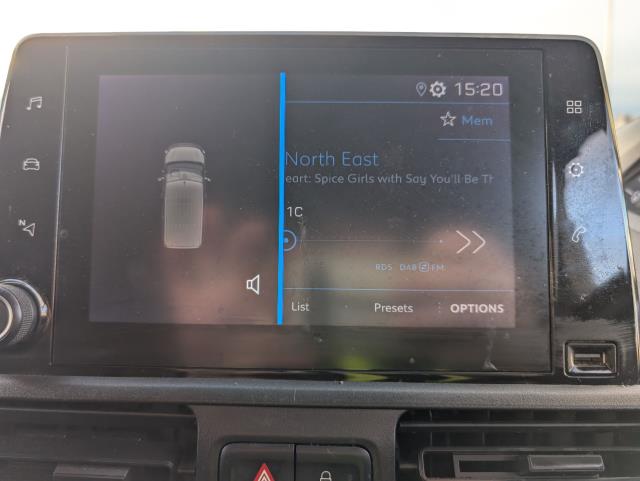 15:20
Mem
North East
eart: Spice Girls with Say You'll Be Th
1C
RDS DAB FM
List Presets OPTIONS
N